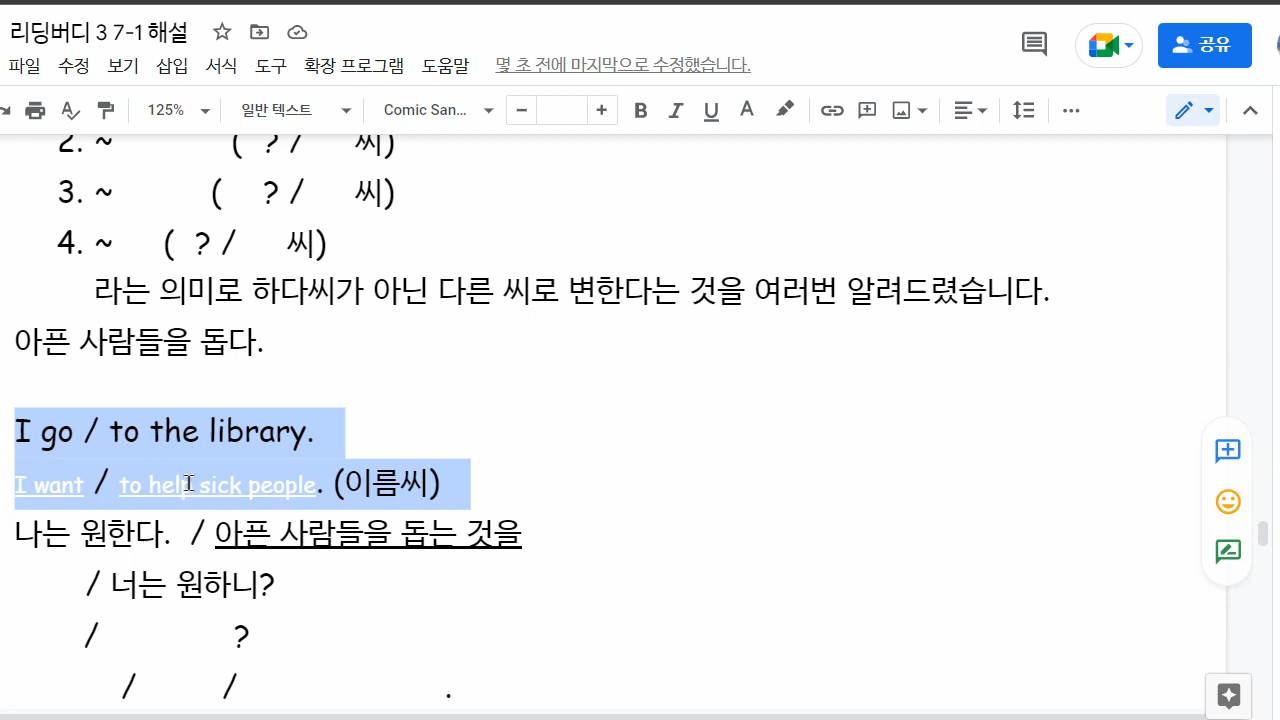 리딩버디 3 7-1 해설
파일 수정 보기 삽입 서식 도구 확장 프로그램 도움말 몇 초 전에 마지막으로 수정했습니다.
공유
125% 일반 텍스트 Comic San... − + B I U A
2. ~ ( ? / 씨)
3. ~ ( ? / 씨)
4. ~ ( ? / 씨)
라는 의미로 하다씨가 아닌 다른 씨로 변한다는 것을 여러번 알려드렸습니다.
아픈 사람들을 돕다.
I go / to the library.
I want / to help sick people. (이름씨)
나는 원한다. / 아픈 사람들을 돕는 것을
/ 너는 원하니?
/ ?
/ / .